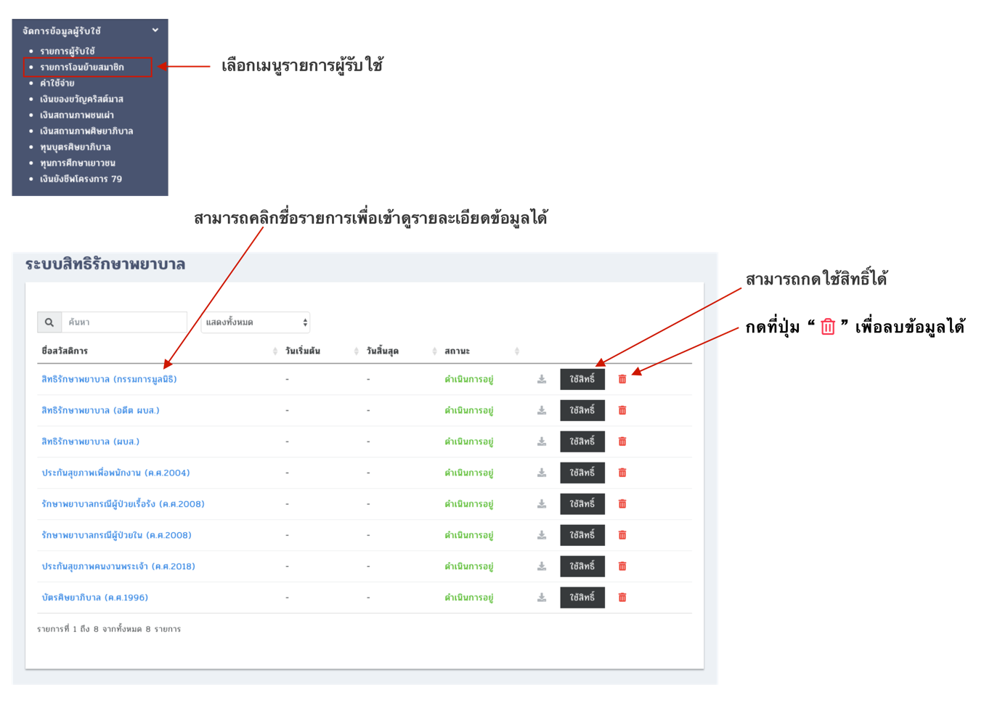 จัดการข้อมูลผู้รับใช้
รายการผู้รับใช้
รายการโอนย้ายสมาชิก
ค่าใช้จ่าย
เงินของขวัญคริสต์มาส
เงินสถานภาพชนเผ่า
เงินสถานภาพศิษยาภิบาล
ทุนบุตรศิษยาภิบาล
ทุนการศึกษาเยาวชน
เงินยังชีพโครงการ 79
เลือกเมนูรายการผู้รับใช้
สามารถคลิกชื่อรายการเพื่อเข้าดูรายละเอียดข้อมูลได้
ระบบสิทธิรักษาพยาบาล
สามารถกดใช้สิทธิ์ได้
กดที่ปุ่ม “ ” เพื่อลบข้อมูลได้
ค้นหา แสดงทั้งหมด
ชื่อสวัสดิการ วันเริ่มต้น วันสิ้นสุด สถานะ
สิทธิรักษาพยาบาล (กรรมการมูลนิธิ) - - ดำเนินการอยู่ ใช้สิทธิ์
สิทธิรักษาพยาบาล (อดีต ผบส.) - - ดำเนินการอยู่ ใช้สิทธิ์
สิทธิรักษาพยาบาล (ผบส.) - - ดำเนินการอยู่ ใช้สิทธิ์
ประกันสุขภาพเพื่อพนักงาน (ค.ศ.2004) - - ดำเนินการอยู่ ใช้สิทธิ์
รักษาพยาบาลกรณีผู้ป่วยเรื้อรัง (ค.ศ.2008) - - ดำเนินการอยู่ ใช้สิทธิ์
รักษาพยาบาลกรณีผู้ป่วยใน (ค.ศ.2008) - - ดำเนินการอยู่ ใช้สิทธิ์
ประกันสุขภาพคนงานพระเจ้า (ค.ศ.2018) - - ดำเนินการอยู่ ใช้สิทธิ์
บัตรศิษยาภิบาล (ค.ศ.1996) - - ดำเนินการอยู่ ใช้สิทธิ์
รายการที่ 1 ถึง 8 จากทั้งหมด 8 รายการ